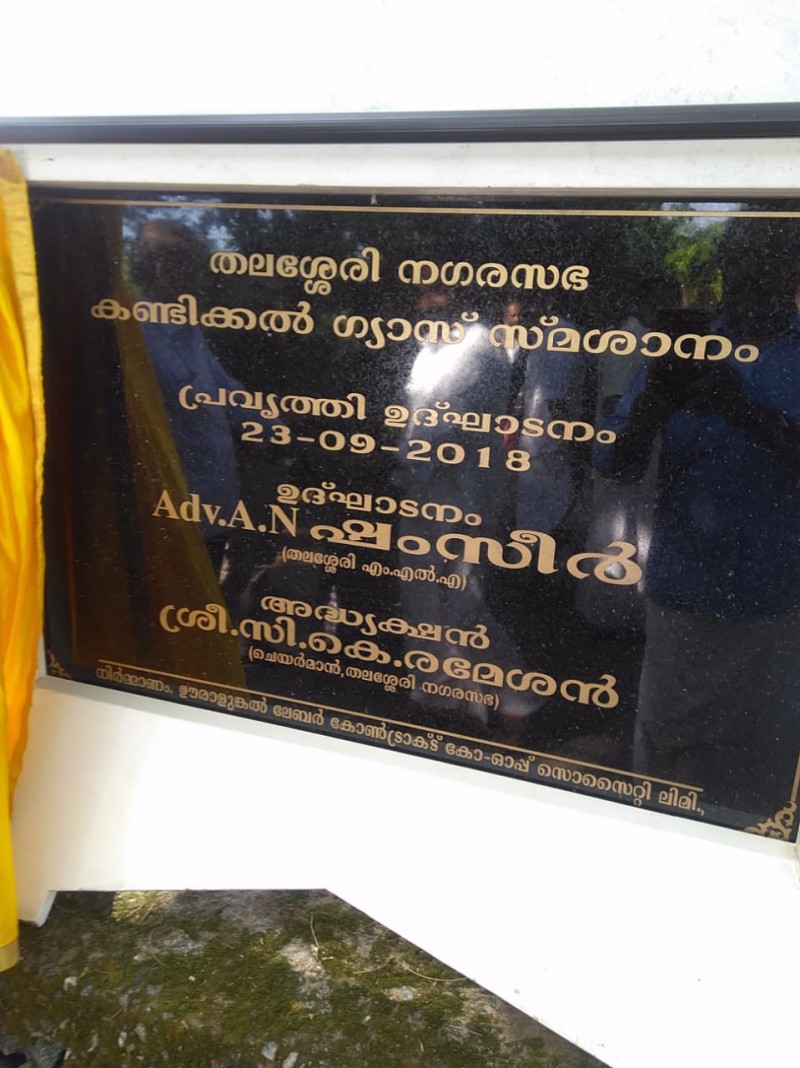 തലശ്ശേരി നഗരസഭ
കണ്ടിക്കൽ ഗ്യാസ് സ്മശാനം
പ്രവൃത്തി ഉദ്ഘാടനം
23-09-2018
ഉദ്ഘാടനം
Adv.A.N ഷംസീർ
(തലശ്ശേരി എം.എൽ.എ)
അദ്ധ്യക്ഷൻ
ശ്രീ.സി.കെ.രമേശൻ
(ചെയർമാൻ,തലശ്ശേരി നഗരസഭ)
നിർമ്മാണം. ഊരാളുങ്കൽ ലേബർ കോൺട്രാക്ട് കോ-ഓപ്പ് സൊസൈറ്റി ലിമി.,